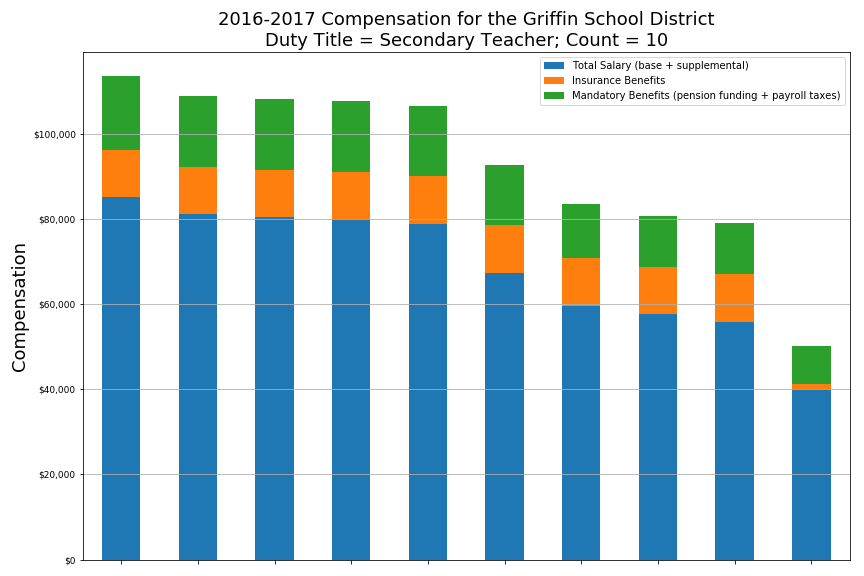 2016-2017 Compensation for the Griffin School District
Duty Title = Secondary Teacher; Count = 10
Total Salary (base + supplemental)
Insurance Benefits
Mandatory Benefits (pension funding + payroll taxes)
Compensation
$100,000
$80,000
$60,000
$40,000
$20,000
$0